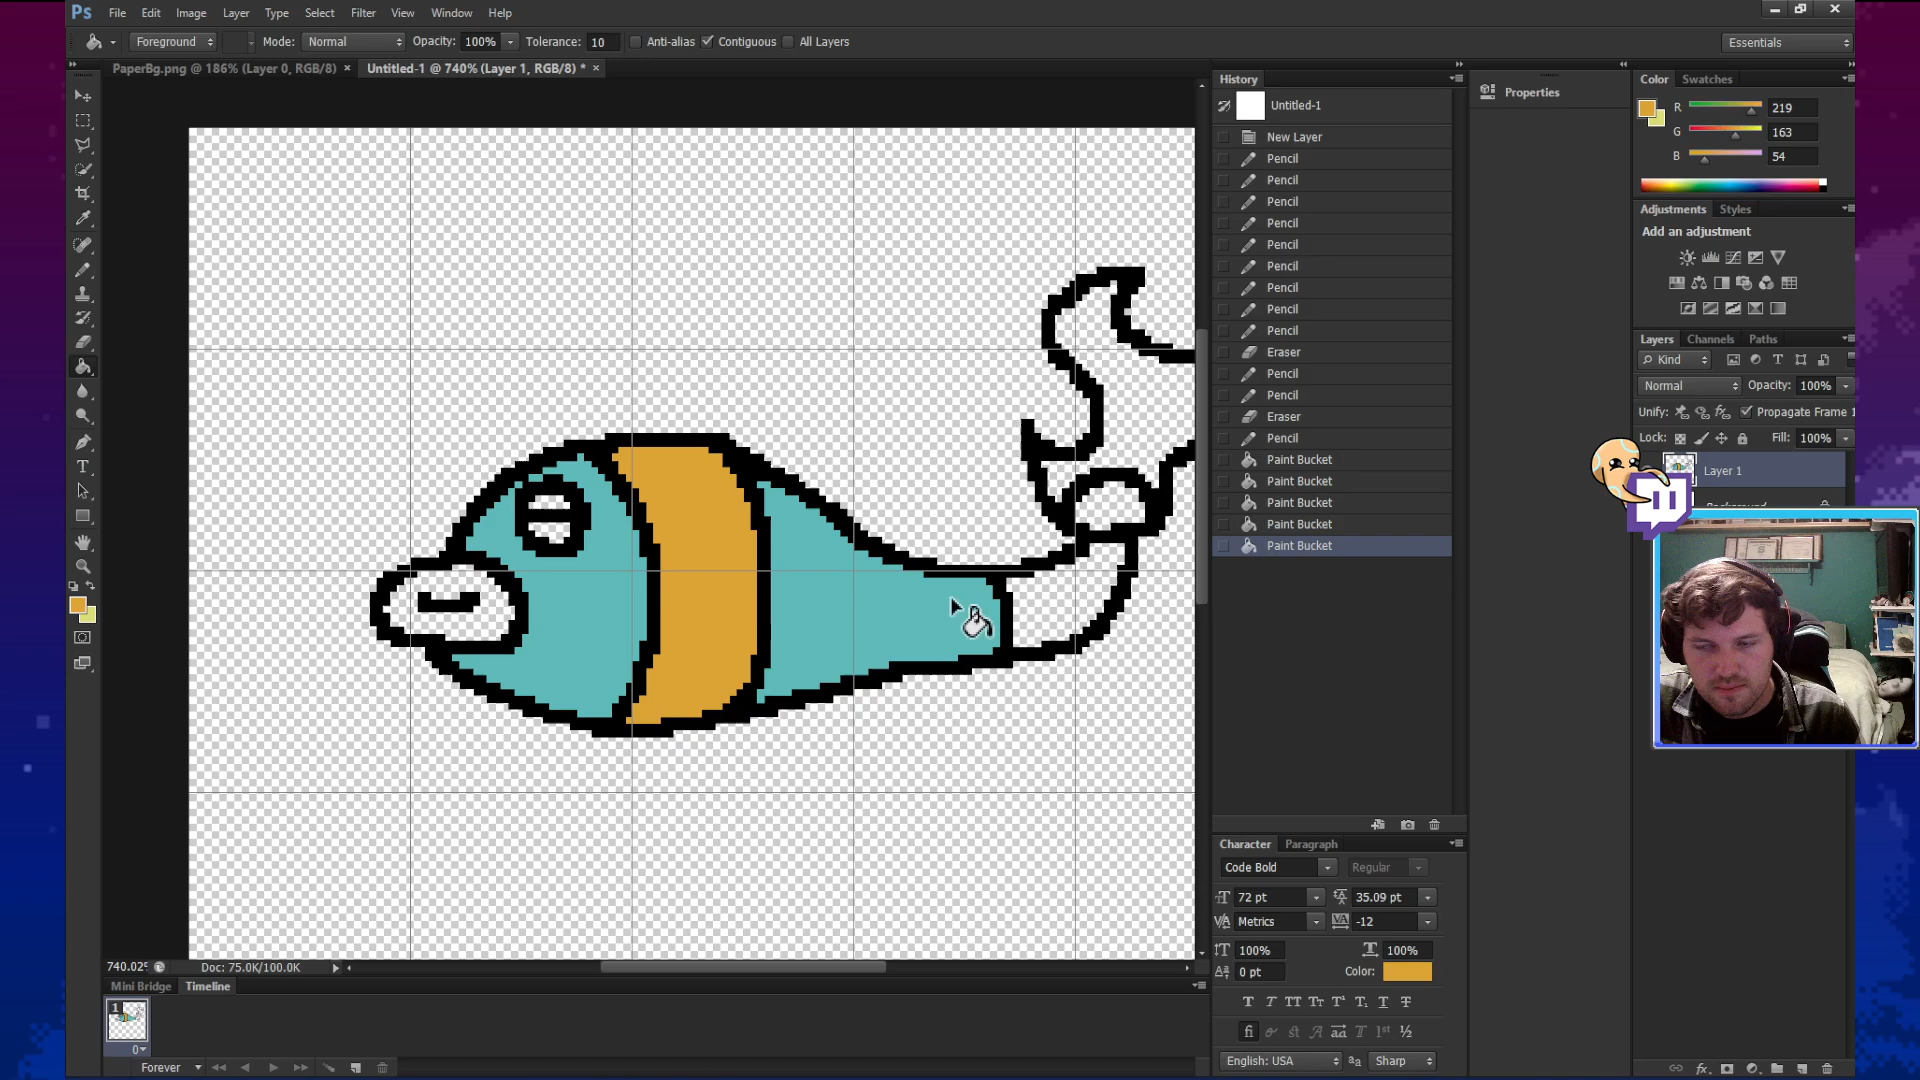 Ps File Edit Image Layer Type Select Filter View Window Help
Foreground Mode: Normal Opacity: 100% Tolerance: 10 Anti-alias Contiguous All Layers Essentials
PaperBg.png @ 186% (Layer 0, RGB/8) × Untitled-1 @ 740% (Layer 1, RGB/8) * ×
History
Untitled-1
New Layer
Pencil
Pencil
Pencil
Pencil
Pencil
Pencil
Pencil
Pencil
Pencil
Eraser
Pencil
Pencil
Eraser
Pencil
Paint Bucket
Paint Bucket
Paint Bucket
Paint Bucket
Paint Bucket
Properties
Color Swatches
R 219
G 163
B 54
Adjustments Styles
Add an adjustment
Layers Channels Paths
Kind
Normal Opacity: 100%
Unify: Propagate Frame 1
Lock: Fill: 100%
Layer 1
Character Paragraph
Code Bold Regular
72 pt 35.09 pt
Metrics -12
100% 100%
0 pt Color:
English: USA Sharp
Doc: 75.0K/100.0K
Mini Bridge Timeline
1
0
Forever